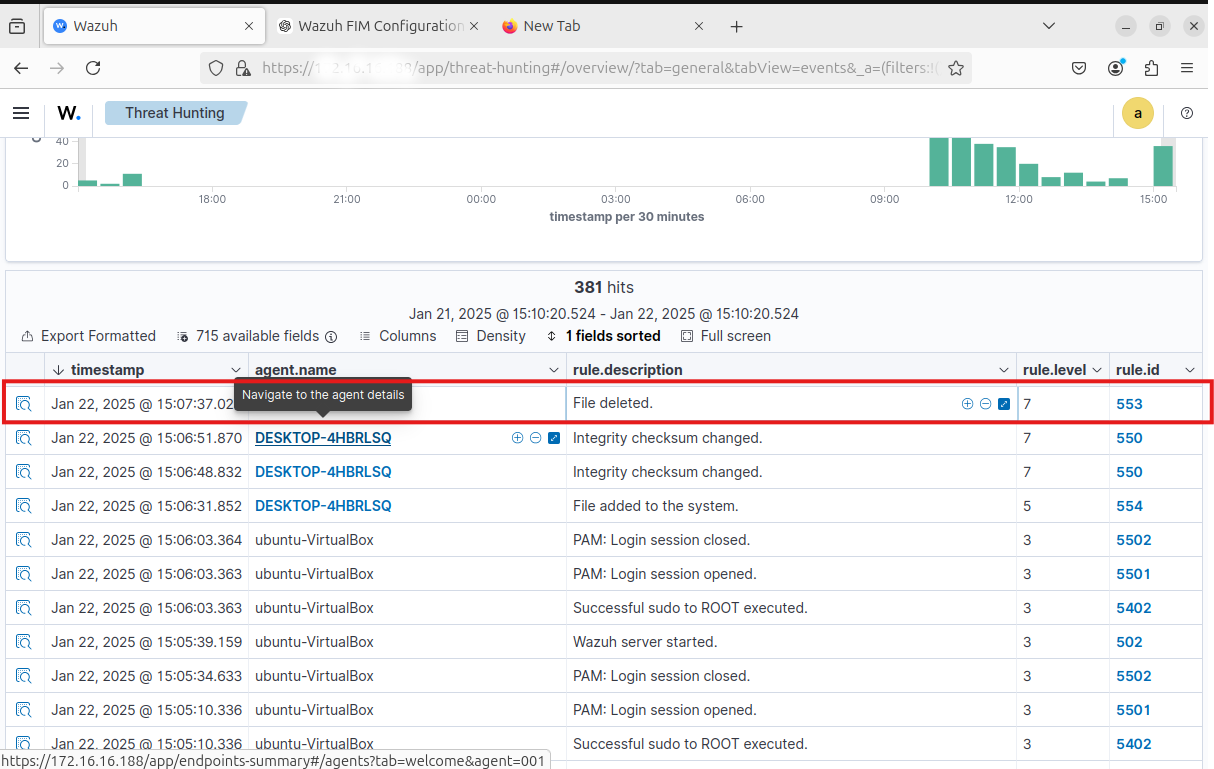 Wazuh
Wazuh FIM Configuration
New Tab
/app/threat-hunting#/overview/?tab=general&tabView=events&_a=(filters:!(
W.
Threat Hunting
a
40
20
0
18:00 21:00 00:00 03:00 06:00 09:00 12:00 15:00
timestamp per 30 minutes
381 hits
Jan 21, 2025 @ 15:10:20.524 - Jan 22, 2025 @ 15:10:20.524
Export Formatted 715 available fields Columns Density 1 fields sorted Full screen
timestamp agent.name rule.description rule.level rule.id
Navigate to the agent details
Jan 22, 2025 @ 15:07:37.02 File deleted. 7 553
Jan 22, 2025 @ 15:06:51.870 DESKTOP-4HBRLSQ Integrity checksum changed. 7 550
Jan 22, 2025 @ 15:06:48.832 DESKTOP-4HBRLSQ Integrity checksum changed. 7 550
Jan 22, 2025 @ 15:06:31.852 DESKTOP-4HBRLSQ File added to the system. 5 554
Jan 22, 2025 @ 15:06:03.364 ubuntu-VirtualBox PAM: Login session closed. 3 5502
Jan 22, 2025 @ 15:06:03.363 ubuntu-VirtualBox PAM: Login session opened. 3 5501
Jan 22, 2025 @ 15:06:03.363 ubuntu-VirtualBox Successful sudo to ROOT executed. 3 5402
Jan 22, 2025 @ 15:05:39.159 ubuntu-VirtualBox Wazuh server started. 3 502
Jan 22, 2025 @ 15:05:34.633 ubuntu-VirtualBox PAM: Login session closed. 3 5502
Jan 22, 2025 @ 15:05:10.336 ubuntu-VirtualBox PAM: Login session opened. 3 5501
Jan 22, 2025 @ 15:05:10.336 ubuntu-VirtualBox Successful sudo to ROOT executed. 3 5402
https://172.16.16.188/app/endpoints-summary#/agents?tab=welcome&agent=001